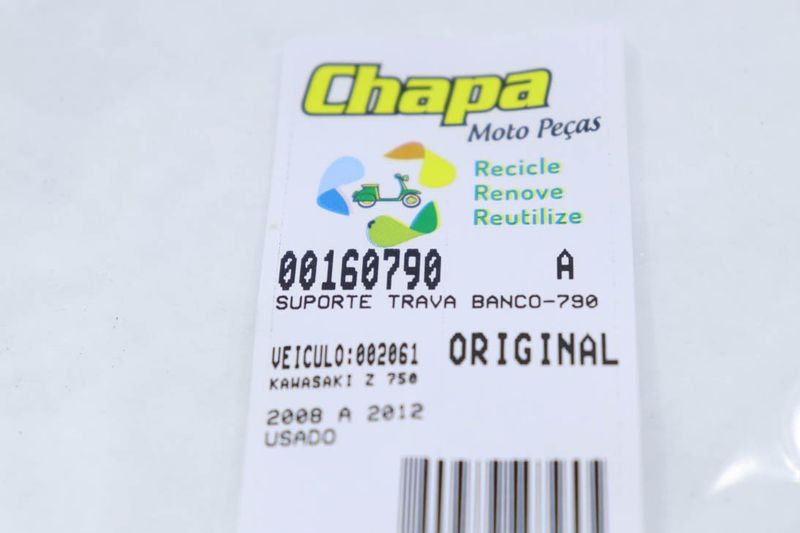 Chapa
Moto Peças
Recicle
Renove
Reutilize
00160790 A
SUPORTE TRAVA BANCO-790
VEICULO:002061 ORIGINAL
KAWASAKI Z 750
2008 A 2012
USADO